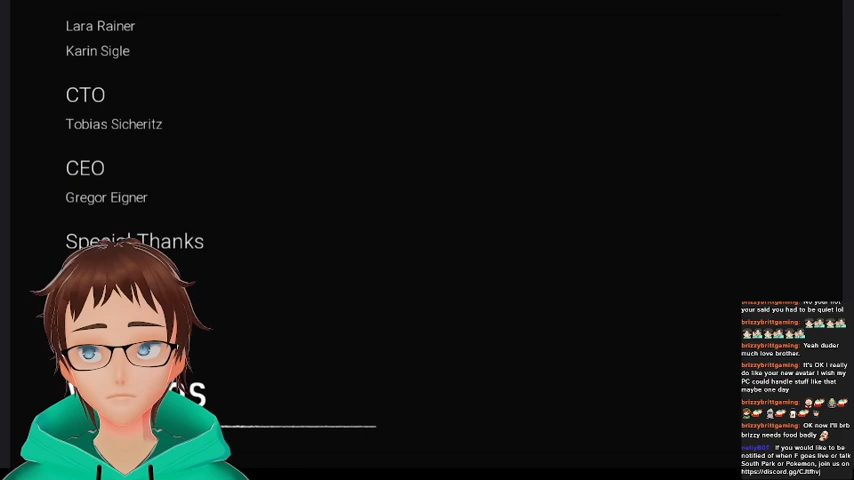 Lara Rainer
Karin Sigle
CTO
Tobias Sicheritz
CEO
Gregor Eigner
Special Thanks
brizzybrittgaming: No your not
your said you had to be quiet lol
brizzybrittgaming:
brizzybrittgaming: Yeah duder
much love brother.
brizzybrittgaming: It's OK I really
do like your new avatar I wish my
PC could handle stuff like that
maybe one day
brizzybrittgaming:
brizzybrittgaming: OK now I'll brb
brizzy needs food badly
If you would like to be
notified of when F goes live or talk
South Park or Pokemon, join us on